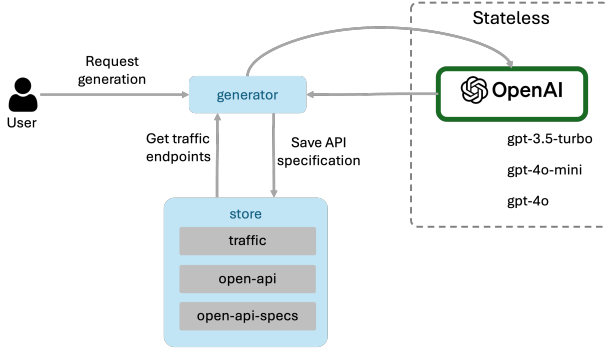 Stateless
Request
generation
User
generator
OpenAI
gpt-3.5-turbo
gpt-4o-mini
gpt-4o
Get traffic
endpoints
Save API
specification
store
traffic
open-api
open-api-specs